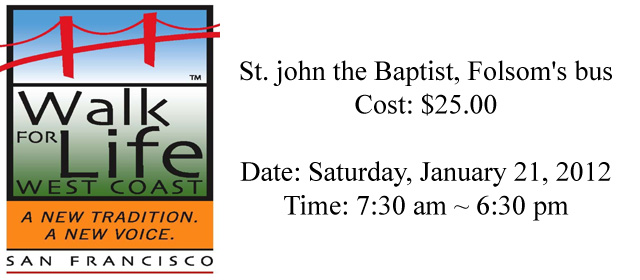 TM
Walk
FOR
Life
WEST COAST
A NEW TRADITION.
A NEW VOICE.
SAN FRANCISCO
St. john the Baptist, Folsom's bus
Cost: $25.00
Date: Saturday, January 21, 2012
Time: 7:30 am ~ 6:30 pm